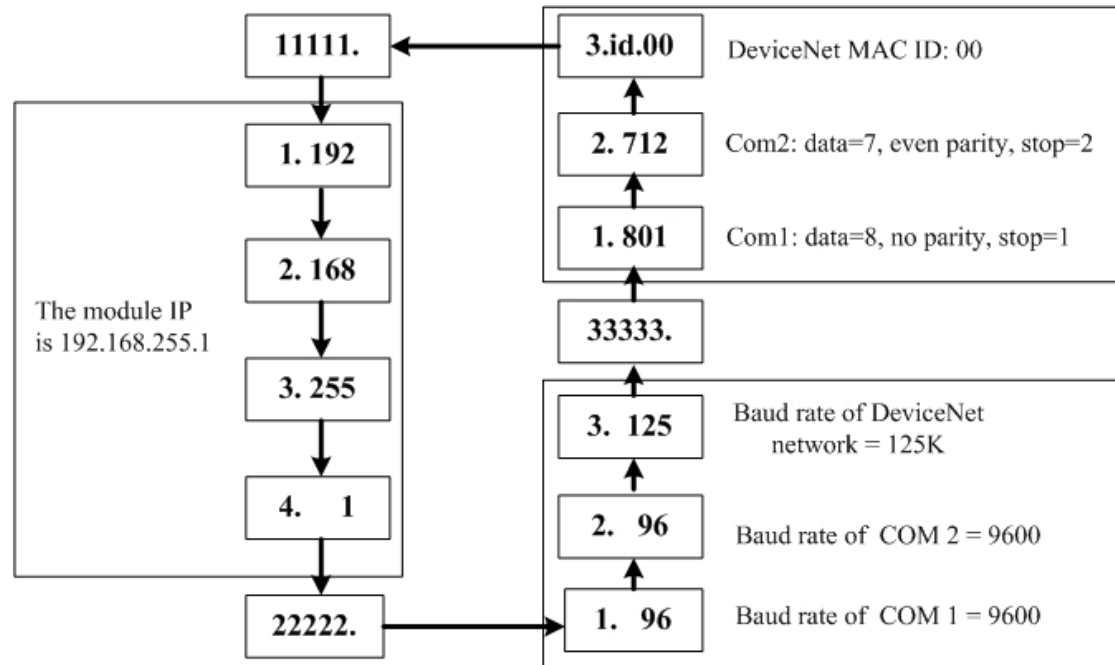 11111.
1. 192
2. 168
3. 255
4. 1
The module IP
is 192.168.255.1
22222.
3.id.00
DeviceNet MAC ID: 00
2. 712
Com2: data=7, even parity, stop=2
1. 801
Com1: data=8, no parity, stop=1
33333.
3. 125
Baud rate of DeviceNet
network = 125K
2. 96
Baud rate of COM 2 = 9600
1. 96
Baud rate of COM 1 = 9600